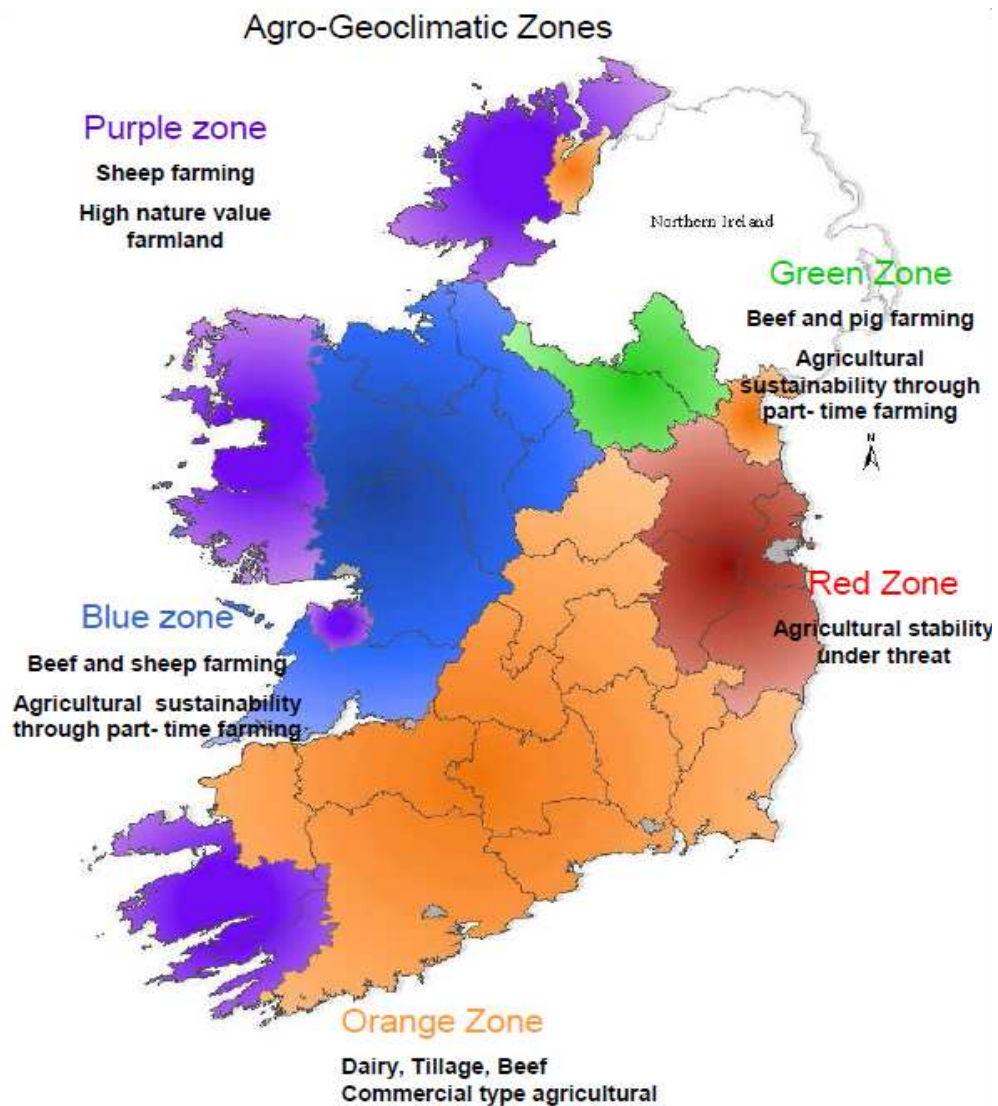 Agro-Geoclimatic Zones
Purple zone
Sheep farming
High nature value
farmland
Northern Ireland
Green Zone
Beef and pig farming
Agricultural
sustainability through
part- time farming
N
Red Zone
Agricultural stability
under threat
Blue zone
Beef and sheep farming
Agricultural sustainability
through part- time farming
Orange Zone
Dairy, Tillage, Beef
Commercial type agricultural